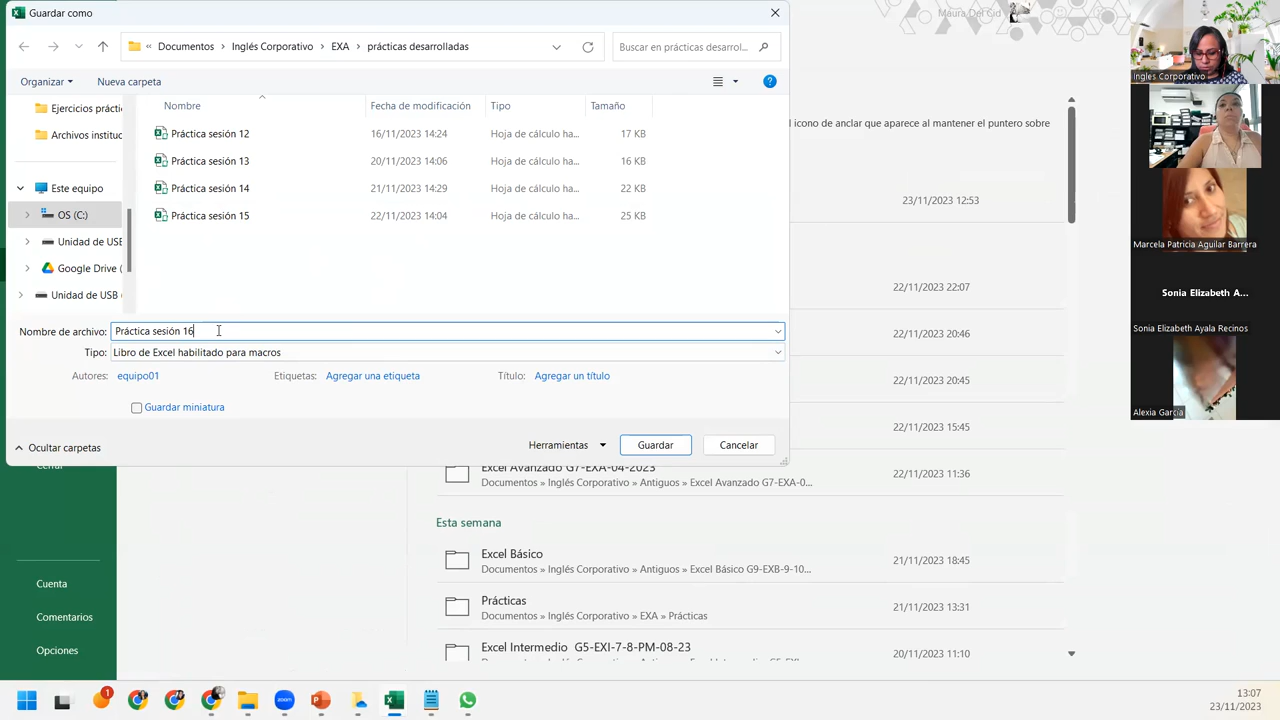 Guardar como
Maura Del Cid
« Documentos > Inglés Corporativo > EXA > prácticas desarrolladas
Buscar en prácticas desarrol...
Organizar
Nueva carpeta
Ejercicios prácti
Archivos instituc
Este equipo
OS (C:)
Unidad de USB
Google Drive (
Unidad de USB (
Nombre Fecha de modificación Tipo Tamaño
Práctica sesión 12 16/11/2023 14:24 Hoja de cálculo ha... 17 KB
Práctica sesión 13 20/11/2023 14:06 Hoja de cálculo ha... 16 KB
Práctica sesión 14 21/11/2023 14:29 Hoja de cálculo ha... 22 KB
Práctica sesión 15 22/11/2023 14:04 Hoja de cálculo ha... 25 KB
Nombre de archivo: Práctica sesión 16
Tipo: Libro de Excel habilitado para macros
Autores: equipo01 Etiquetas: Agregar una etiqueta Título: Agregar un título
Guardar miniatura
Ocultar carpetas
Herramientas Guardar Cancelar
l icono de anclar que aparece al mantener el puntero sobre
23/11/2023 12:53
22/11/2023 22:07
22/11/2023 20:46
22/11/2023 20:45
22/11/2023 15:45
Excel Avanzado G7-EXA-04-2023
Documentos » Inglés Corporativo » Antiguos » Excel Avanzado G7-EXA-0...
22/11/2023 11:36
Esta semana
Excel Básico
Documentos » Inglés Corporativo » Antiguos » Excel Básico G9-EXB-9-10...
21/11/2023 18:45
Prácticas
Documentos » Inglés Corporativo » EXA » Prácticas
21/11/2023 13:31
Excel Intermedio G5-EXI-7-8-PM-08-23
20/11/2023 11:10
Cerrar
Cuenta
Comentarios
Opciones
Ingles Corporativo
Marcela Patricia Aguilar Barrera
Sonia Elizabeth A...
Sonia Elizabeth Ayala Recinos
Alexia García
1
zoom
13:07
23/11/2023